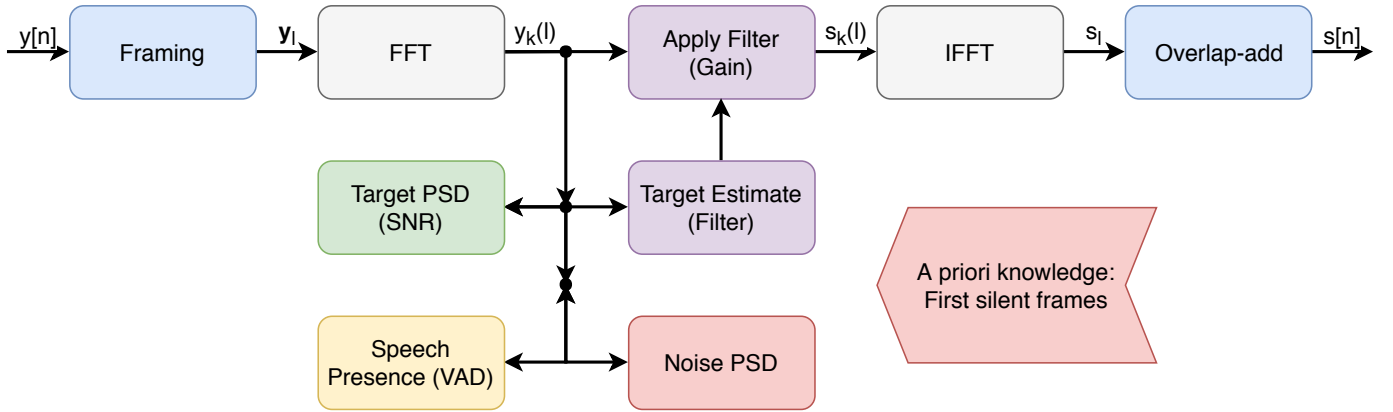 y[n]
Framing
y_l
FFT
y_k(l)
Apply Filter
(Gain)
s_k(l)
IFFT
s_l
Overlap-add
s[n]
Target PSD
(SNR)
Target Estimate
(Filter)
A priori knowledge:
First silent frames
Speech
Presence (VAD)
Noise PSD